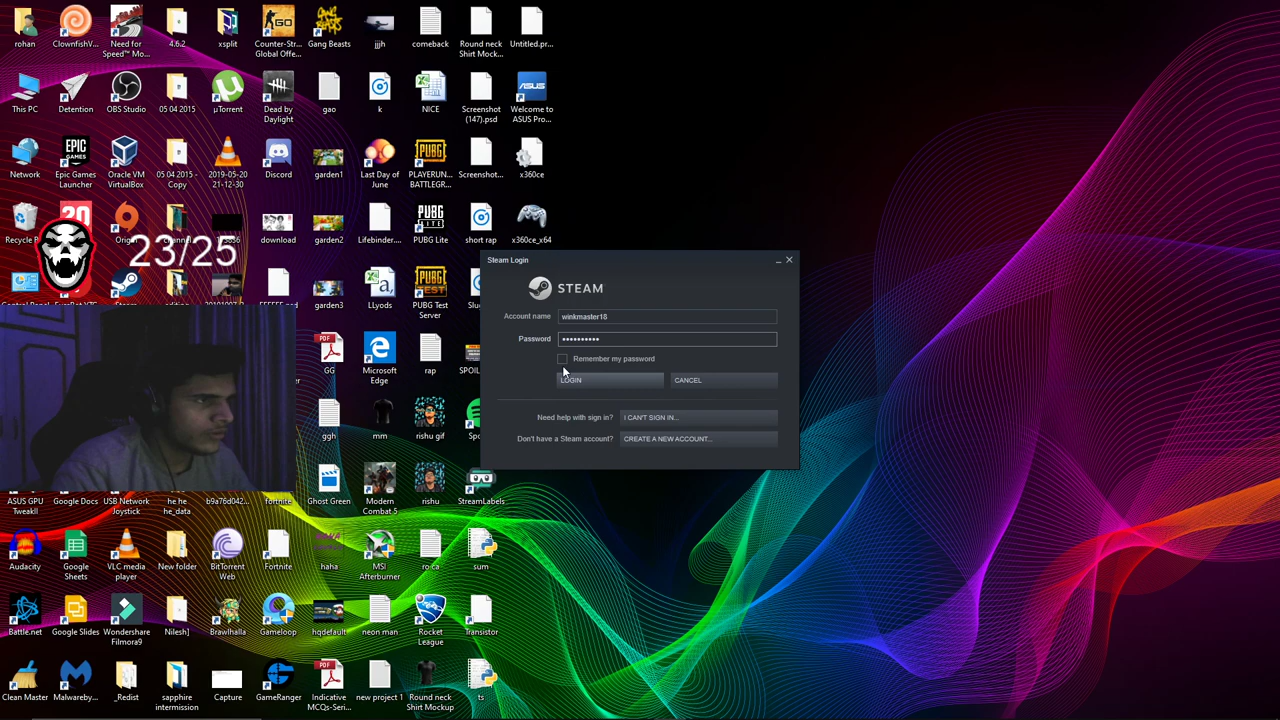 rohan
ClownfishV...
Need for
Speed™ Mo...
4.6.2
xsplit
Counter-Str...
Global Offe...
Gang Beasts
jjjh
comeback
Round neck
Shirt Mock...
Untitled.pr...
This PC
Detention
OBS Studio
05 04 2015
µTorrent
Dead by
Daylight
gao
k
NICE
Screenshot
(147).psd
Welcome to
ASUS Pro...
Network
Epic Games
Launcher
Oracle VM
VirtualBox
05 04 2015 -
Copy
2019-05-20
21-12-30
Discord
garden1
Last Day of
June
PLAYERUN...
BATTLEGR...
Screenshot...
x360ce
Recycle
Origin
download
garden2
Lifebinder....
PUBG Lite
short rap
x360ce_x64
23/25
garden3
LLyods
PUBG Test
Server
Steam Login
STEAM
Account name
winkmaster18
Password
••••••••••
Remember my password
LOGIN
CANCEL
Need help with sign in?
I CAN'T SIGN IN...
Don't have a Steam account?
CREATE A NEW ACCOUNT...
GG
Microsoft
Edge
rap
ggh
mm
rishu gif
ASUS GPU
TweakII
Google Docs
USB Network
Joystick
he he
he_data
b9a76d042...
fortnite
Ghost Green
Modern
Combat 5
rishu
StreamLabels
Audacity
Google
Sheets
VLC media
player
New folder
BitTorrent
Web
Fortnite
haha
MSI
Afterburner
ro ca
sum
Battle.net
Google Slides
Wondershare
Filmora9
Nilesh]
Brawlhalla
Gameloop
hqdefault
neon man
Rocket
League
Transistor
Clean Master
Malwareby...
_Redist
sapphire
intermission
Capture
GameRanger
Indicative
MCQs-Seri...
new project 1
Round neck
Shirt Mockup
ts